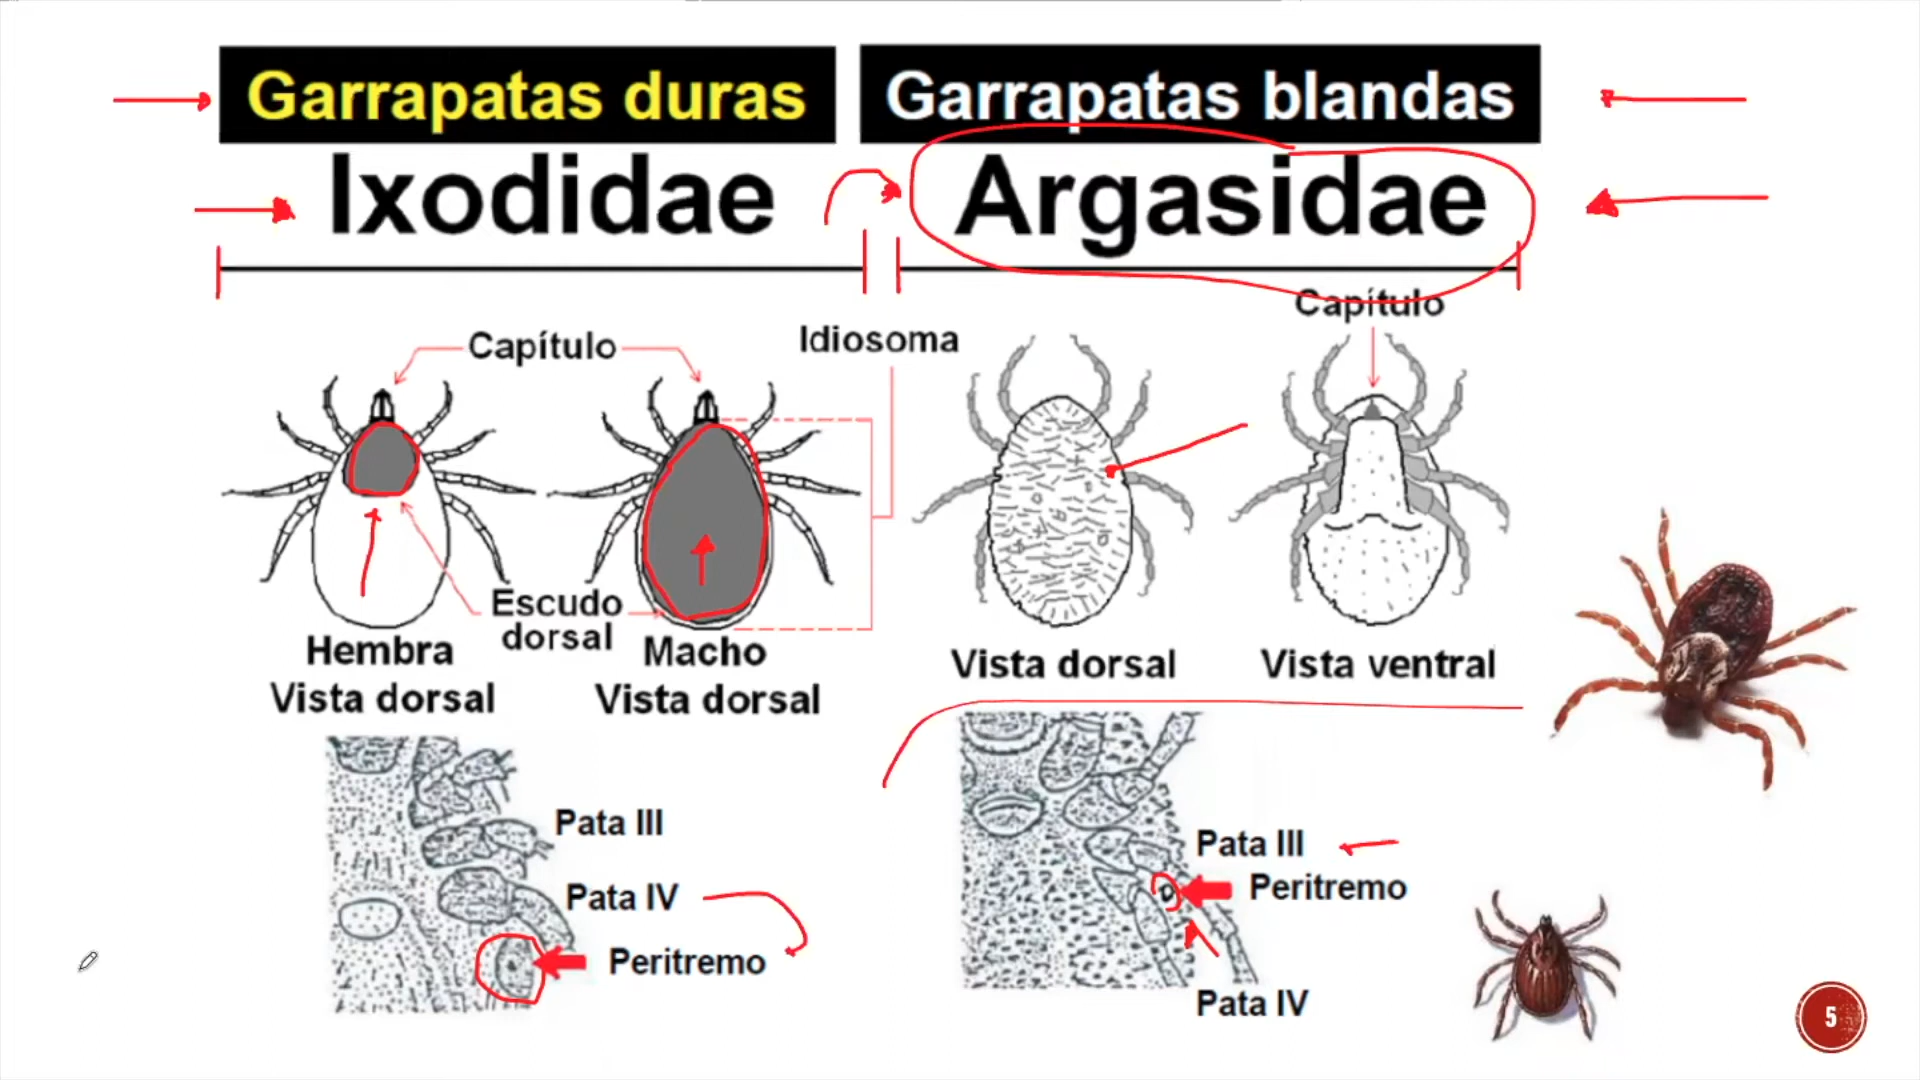 Garrapatas duras
Garrapatas blandas
Ixodidae
Argasidae
Capítulo
Idiosoma
Capítulo
Escudo
dorsal
Hembra
Vista dorsal
Macho
Vista dorsal
Vista dorsal
Vista ventral
Pata III
Pata IV
Peritremo
Pata III
Peritremo
Pata IV
5